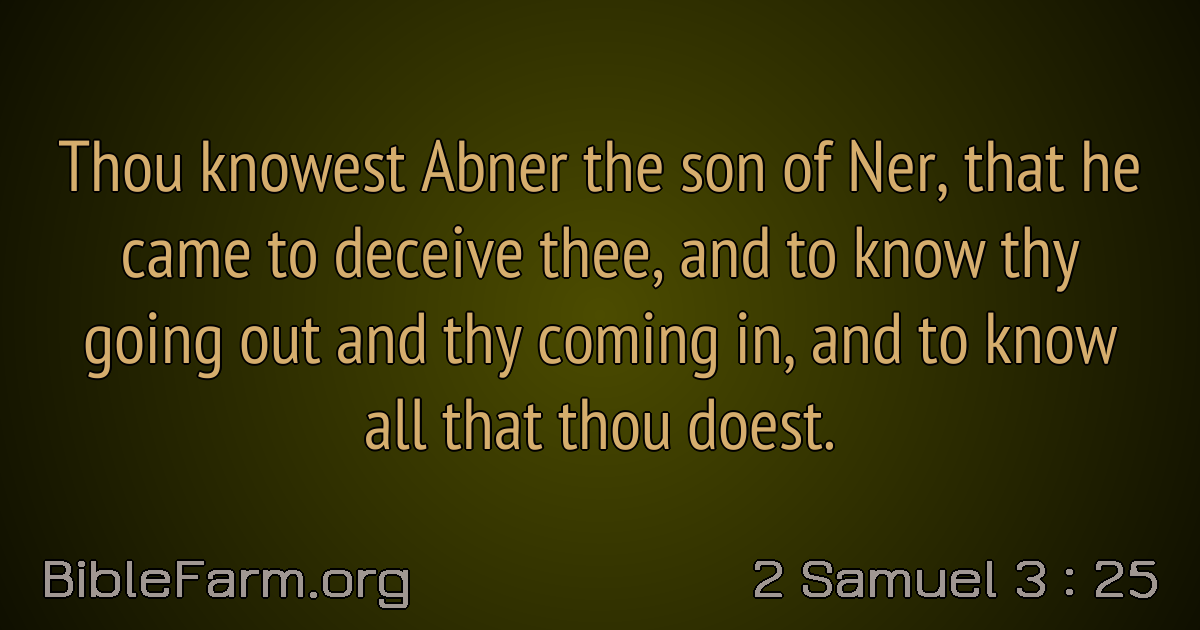 Thou knowest Abner the son of Ner, that he
came to deceive thee, and to know thy
going out and thy coming in, and to know
all that thou doest.
BibleFarm.org
2 Samuel 3 : 25